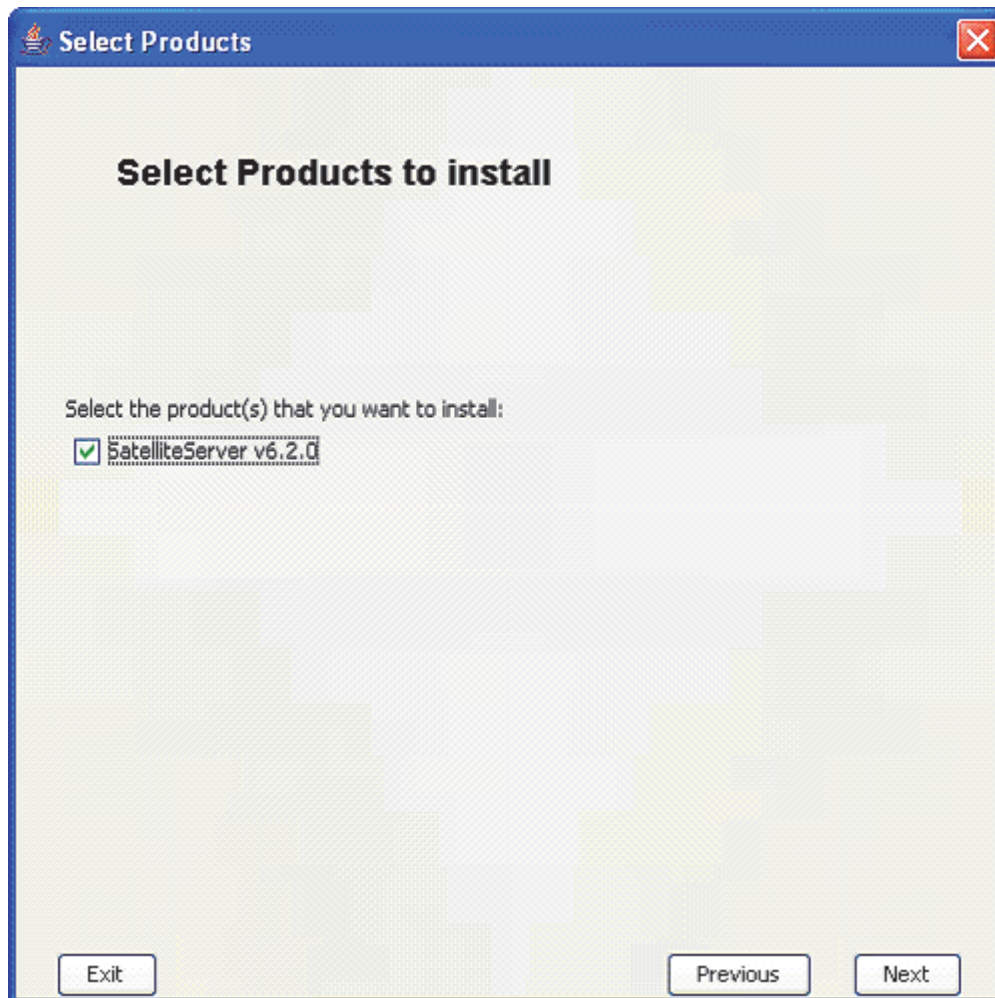 Select Products
Select Products to install
Select the product(s) that you want to install:
SatelliteServer v6.2.0
Exit
Previous
Next